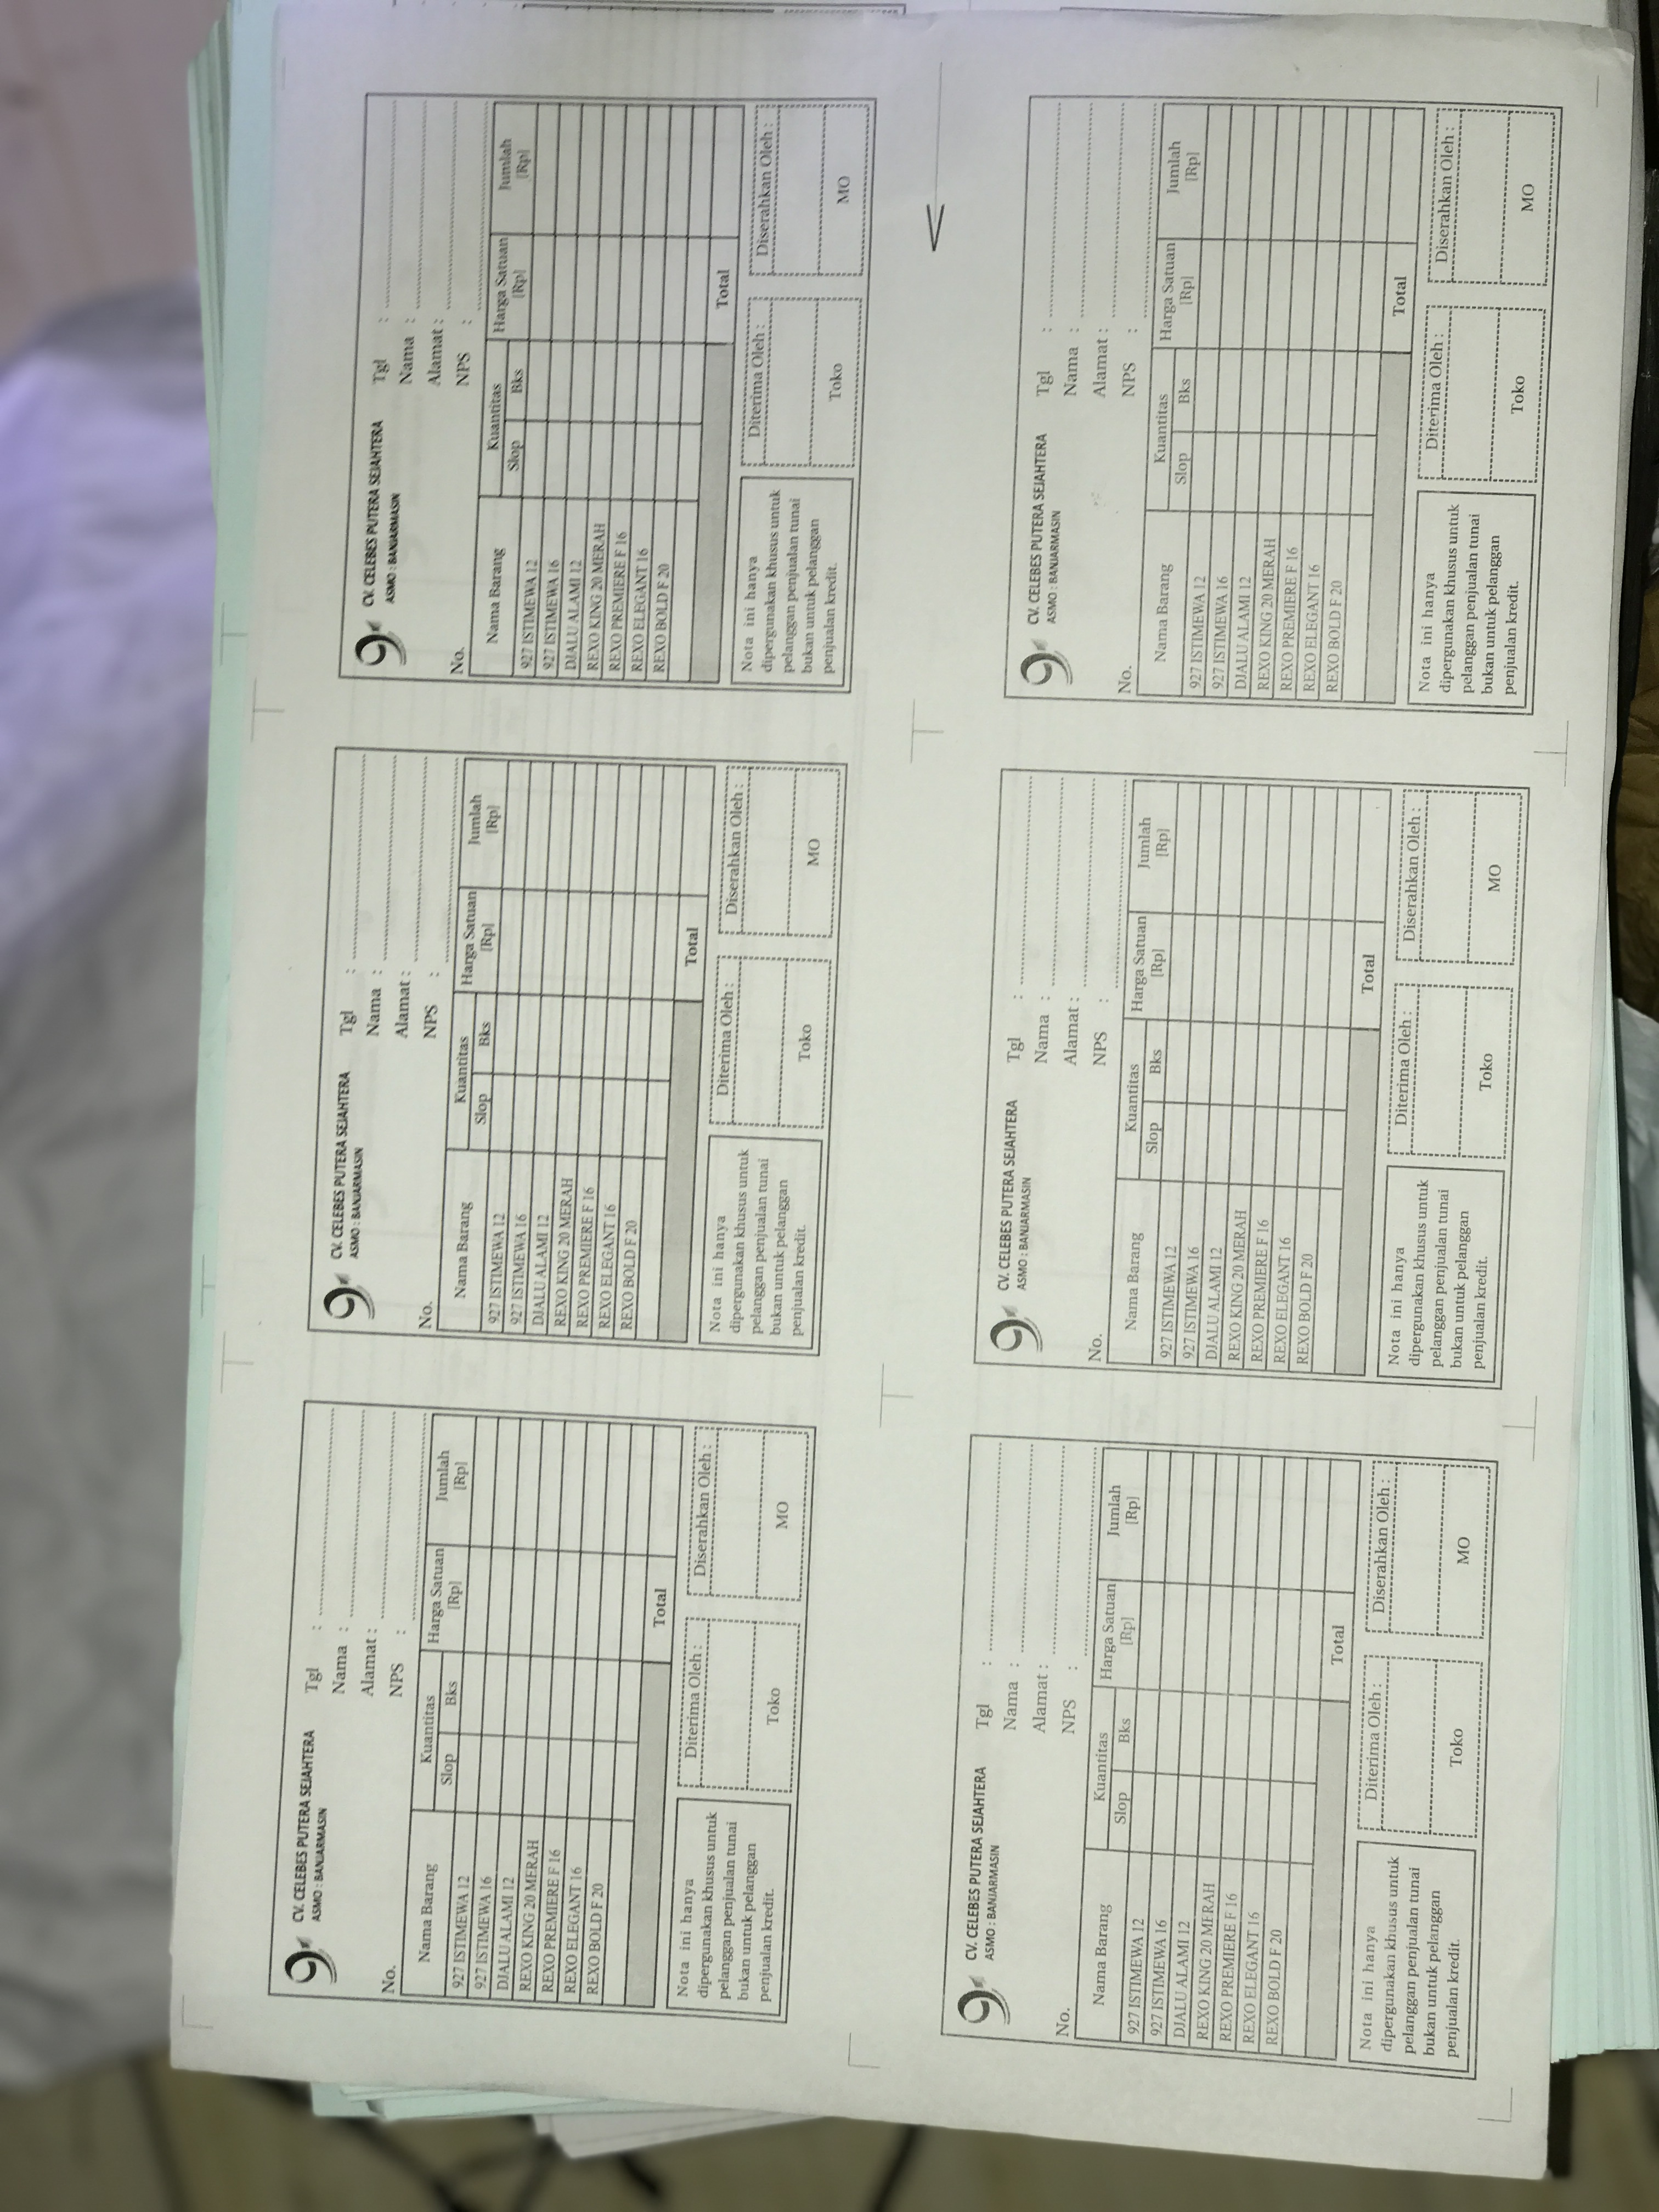 CV. CELEBES PUTERA SEJAHTERA
ASMO : BANJARMASIN
Tgl :
Nama :
Alamat :
NPS :
No.
Nama Barang Kuantitas Harga Satuan Jumlah
Slop Bks [Rp] [Rp]
927 ISTIMEWA 12
927 ISTIMEWA 16
DJALU ALAMI 12
REXO KING 20 MERAH
REXO PREMIERE F 16
REXO ELEGANT 16
REXO BOLD F 20
Total
Nota ini hanya
dipergunakan khusus untuk
pelanggan penjualan tunai
bukan untuk pelanggan
penjualan kredit.
Diterima Oleh :
Toko
Diserahkan Oleh :
MO
CV. CELEBES PUTERA SEJAHTERA
ASMO : BANJARMASIN
Tgl :
Nama :
Alamat :
NPS :
No.
Nama Barang Kuantitas Harga Satuan Jumlah
Slop Bks [Rp] [Rp]
927 ISTIMEWA 12
927 ISTIMEWA 16
DJALU ALAMI 12
REXO KING 20 MERAH
REXO PREMIERE F 16
REXO ELEGANT 16
REXO BOLD F 20
Total
Nota ini hanya
dipergunakan khusus untuk
pelanggan penjualan tunai
bukan untuk pelanggan
penjualan kredit.
Diterima Oleh :
Toko
Diserahkan Oleh :
MO
CV. CELEBES PUTERA SEJAHTERA
ASMO : BANJARMASIN
Tgl :
Nama :
Alamat :
NPS :
No.
Nama Barang Kuantitas Harga Satuan Jumlah
Slop Bks [Rp] [Rp]
927 ISTIMEWA 12
927 ISTIMEWA 16
DJALU ALAMI 12
REXO KING 20 MERAH
REXO PREMIERE F 16
REXO ELEGANT 16
REXO BOLD F 20
Total
Nota ini hanya
dipergunakan khusus untuk
pelanggan penjualan tunai
bukan untuk pelanggan
penjualan kredit.
Diterima Oleh :
Toko
Diserahkan Oleh :
MO
CV. CELEBES PUTERA SEJAHTERA
ASMO : BANJARMASIN
Tgl :
Nama :
Alamat :
NPS :
No.
Nama Barang Kuantitas Harga Satuan Jumlah
Slop Bks [Rp] [Rp]
927 ISTIMEWA 12
927 ISTIMEWA 16
DJALU ALAMI 12
REXO KING 20 MERAH
REXO PREMIERE F 16
REXO ELEGANT 16
REXO BOLD F 20
Total
Nota ini hanya
dipergunakan khusus untuk
pelanggan penjualan tunai
bukan untuk pelanggan
penjualan kredit.
Diterima Oleh :
Toko
Diserahkan Oleh :
MO
CV. CELEBES PUTERA SEJAHTERA
ASMO : BANJARMASIN
Tgl :
Nama :
Alamat :
NPS :
No.
Nama Barang Kuantitas Harga Satuan Jumlah
Slop Bks [Rp] [Rp]
927 ISTIMEWA 12
927 ISTIMEWA 16
DJALU ALAMI 12
REXO KING 20 MERAH
REXO PREMIERE F 16
REXO ELEGANT 16
REXO BOLD F 20
Total
Nota ini hanya
dipergunakan khusus untuk
pelanggan penjualan tunai
bukan untuk pelanggan
penjualan kredit.
Diterima Oleh :
Toko
Diserahkan Oleh :
MO
CV. CELEBES PUTERA SEJAHTERA
ASMO : BANJARMASIN
Tgl :
Nama :
Alamat :
NPS :
No.
Nama Barang Kuantitas Harga Satuan Jumlah
Slop Bks [Rp] [Rp]
927 ISTIMEWA 12
927 ISTIMEWA 16
DJALU ALAMI 12
REXO KING 20 MERAH
REXO PREMIERE F 16
REXO ELEGANT 16
REXO BOLD F 20
Total
Nota ini hanya
dipergunakan khusus untuk
pelanggan penjualan tunai
bukan untuk pelanggan
penjualan kredit.
Diterima Oleh :
Toko
Diserahkan Oleh :
MO